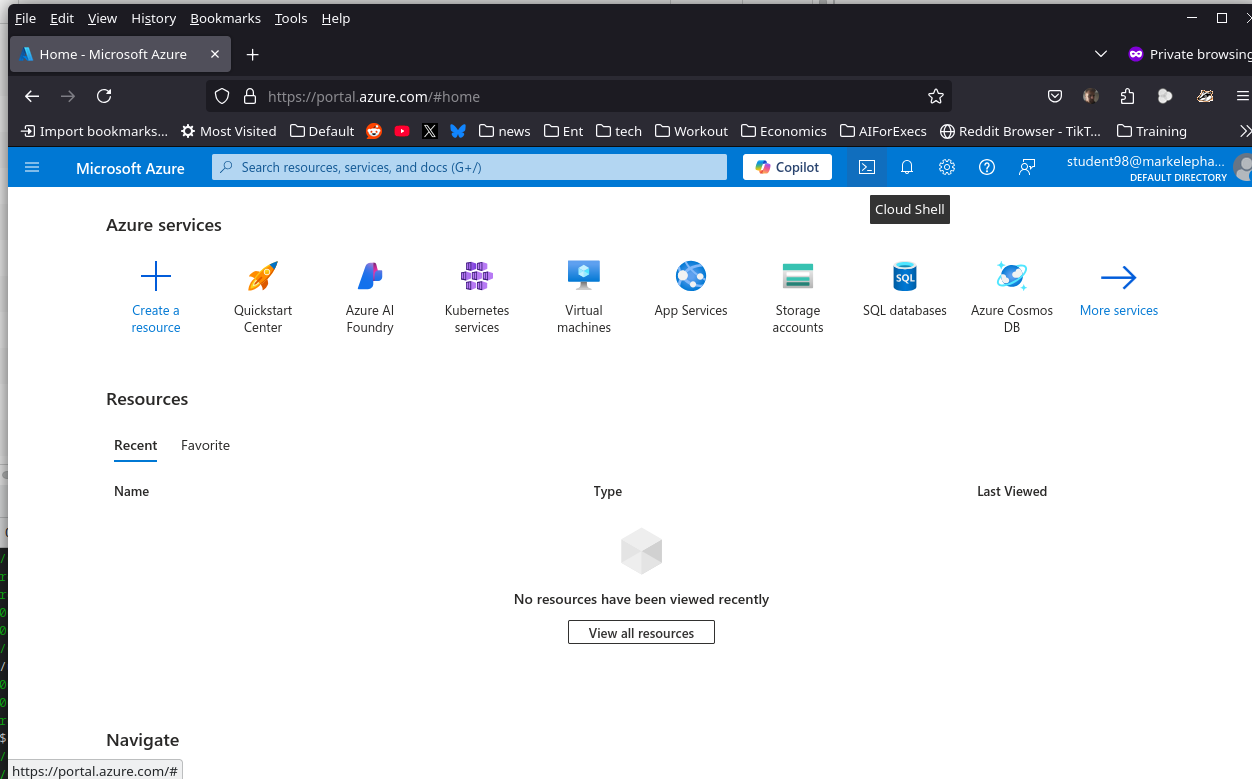 File Edit View History Bookmarks Tools Help
Home - Microsoft Azure
Private browsing
https://portal.azure.com/#home
Import bookmarks... Most Visited Default news Ent tech Workout Economics AIForExecs Reddit Browser - TikT... Training
Microsoft Azure Search resources, services, and docs (G+/) Copilot student98@markelepha...
DEFAULT DIRECTORY
Cloud Shell
Azure services
Create a resource
Quickstart Center
Azure AI Foundry
Kubernetes services
Virtual machines
App Services
Storage accounts
SQL databases
Azure Cosmos DB
More services
Resources
Recent Favorite
Name Type Last Viewed
No resources have been viewed recently
View all resources
Navigate
https://portal.azure.com/#